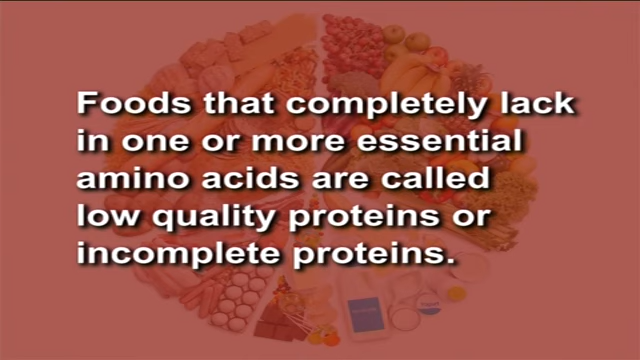 Foods that completely lack
in one or more essential
amino acids are called
low quality proteins or
incomplete proteins.